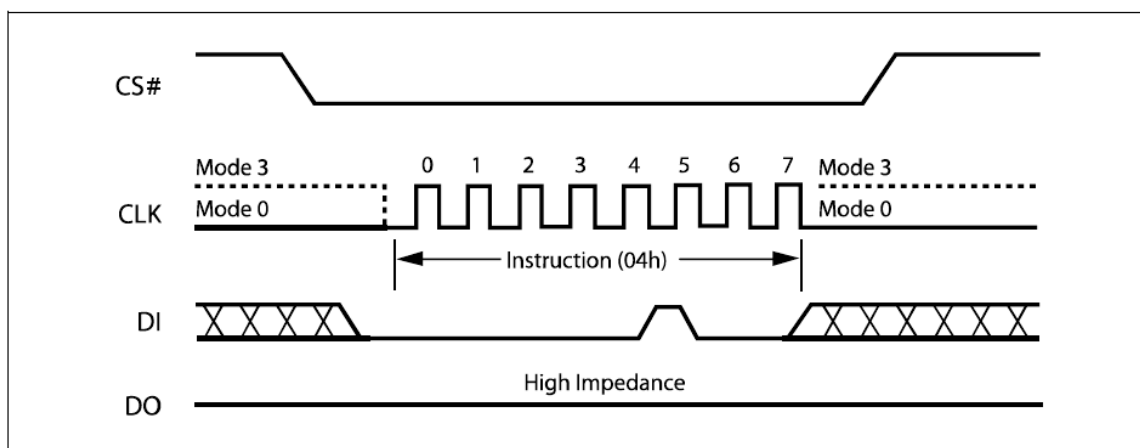 CS#
Mode 3
0 1 2 3 4 5 6 7
Mode 3
CLK
Mode 0
Mode 0
Instruction (04h)
DI
High Impedance
DO